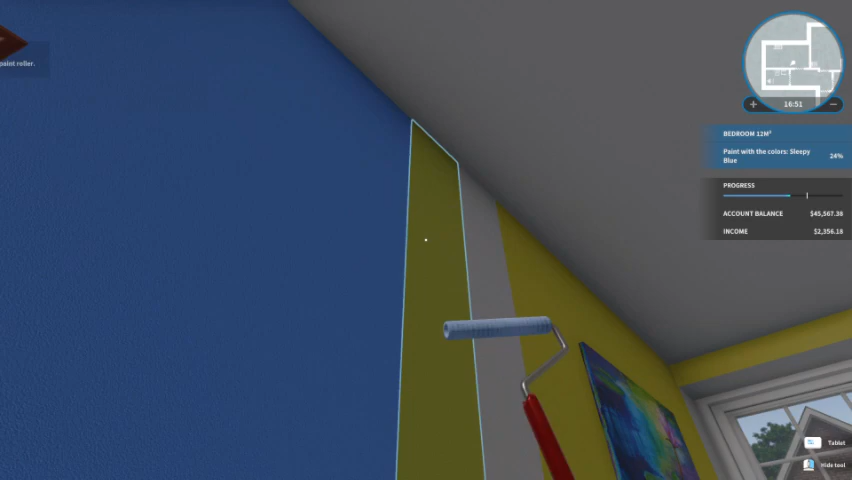 paint roller.
16:51
BEDROOM 12M²
Paint with the colors: Sleepy
Blue
24%
PROGRESS
ACCOUNT BALANCE $45,567.38
INCOME $2,356.18
Tablet
Hide tool